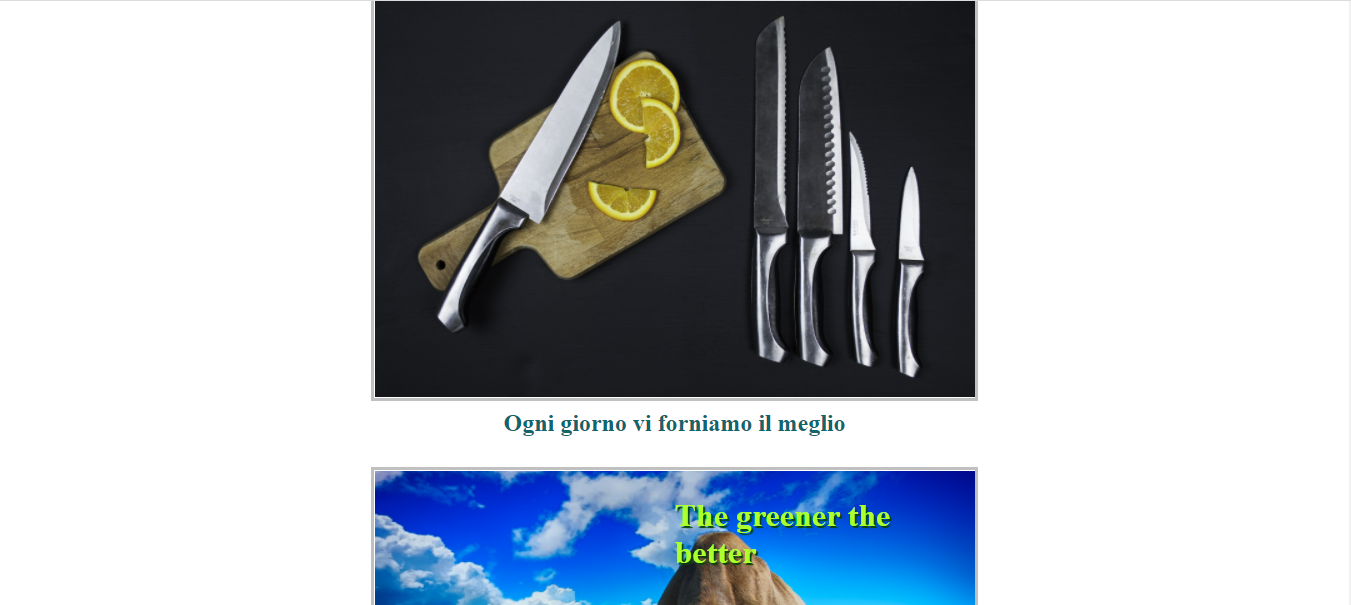 Ogni giorno vi forniamo il meglio
The greener the
better